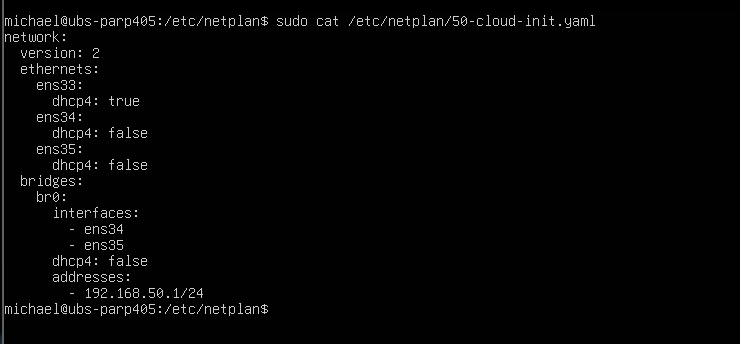 michael@ubs-parp405:/etc/netplan$ sudo cat /etc/netplan/50-cloud-init.yaml
network:
  version: 2
  ethernets:
    ens33:
      dhcp4: true
    ens34:
      dhcp4: false
    ens35:
      dhcp4: false
  bridges:
    br0:
      interfaces:
        - ens34
        - ens35
      dhcp4: false
      addresses:
        - 192.168.50.1/24
michael@ubs-parp405:/etc/netplan$